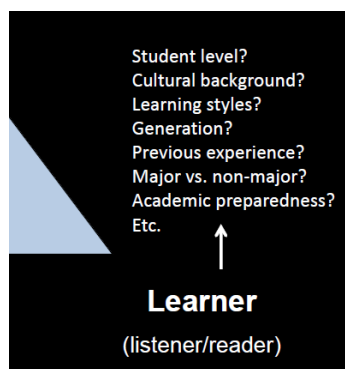 Student level?
Cultural background?
Learning styles?
Generation?
Previous experience?
Major vs. non-major?
Academic preparedness?
Etc.
Learner
(listener/reader)